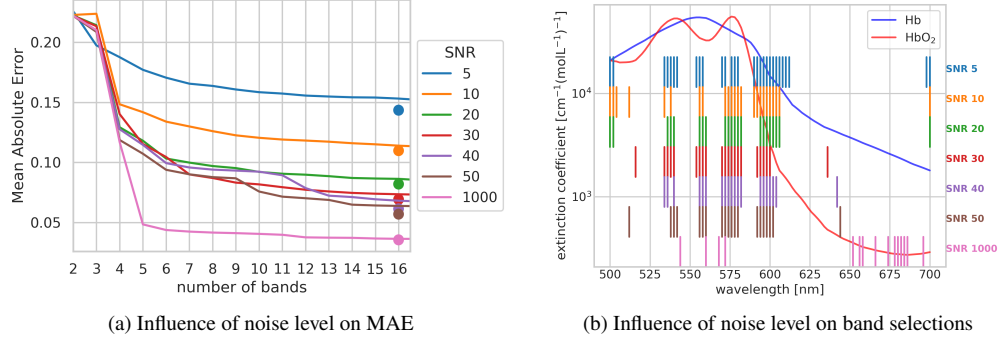 0.20
0.15
0.10
0.05
Mean Absolute Error
2 3 4 5 6 7 8 9 10 11 12 13 14 15 16
number of bands
SNR
5
10
20
30
40
50
1000
(a) Influence of noise level on MAE
Hb
HbO₂
10⁴
10³
extinction coefficient [cm⁻¹(molL⁻¹)⁻¹]
SNR 5
SNR 10
SNR 20
SNR 30
SNR 40
SNR 50
SNR 1000
500 525 550 575 600 625 650 675 700
wavelength [nm]
(b) Influence of noise level on band selections